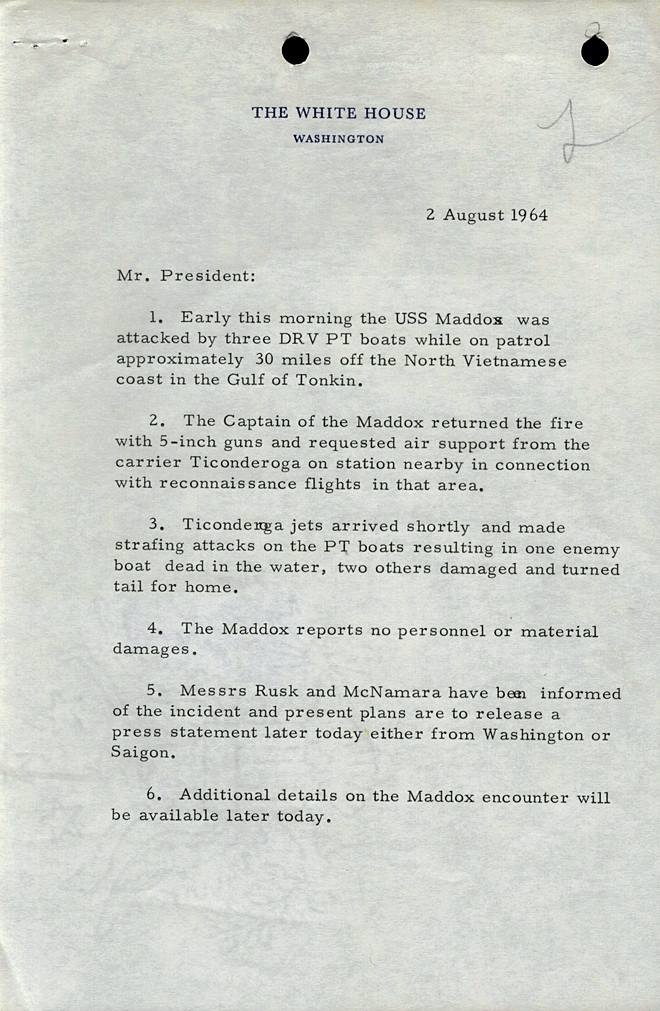 THE WHITE HOUSE
WASHINGTON
2 August 1964
Mr. President:
1. Early this morning the USS Maddox was
attacked by three DRV PT boats while on patrol
approximately 30 miles off the North Vietnamese
coast in the Gulf of Tonkin.
2. The Captain of the Maddox returned the fire
with 5-inch guns and requested air support from the
carrier Ticonderoga on station nearby in connection
with reconnaissance flights in that area.
3. Ticonderoga jets arrived shortly and made
strafing attacks on the PT boats resulting in one enemy
boat dead in the water, two others damaged and turned
tail for home.
4. The Maddox reports no personnel or material
damages.
5. Messrs Rusk and McNamara have been informed
of the incident and present plans are to release a
press statement later today either from Washington or
Saigon.
6. Additional details on the Maddox encounter will
be available later today.